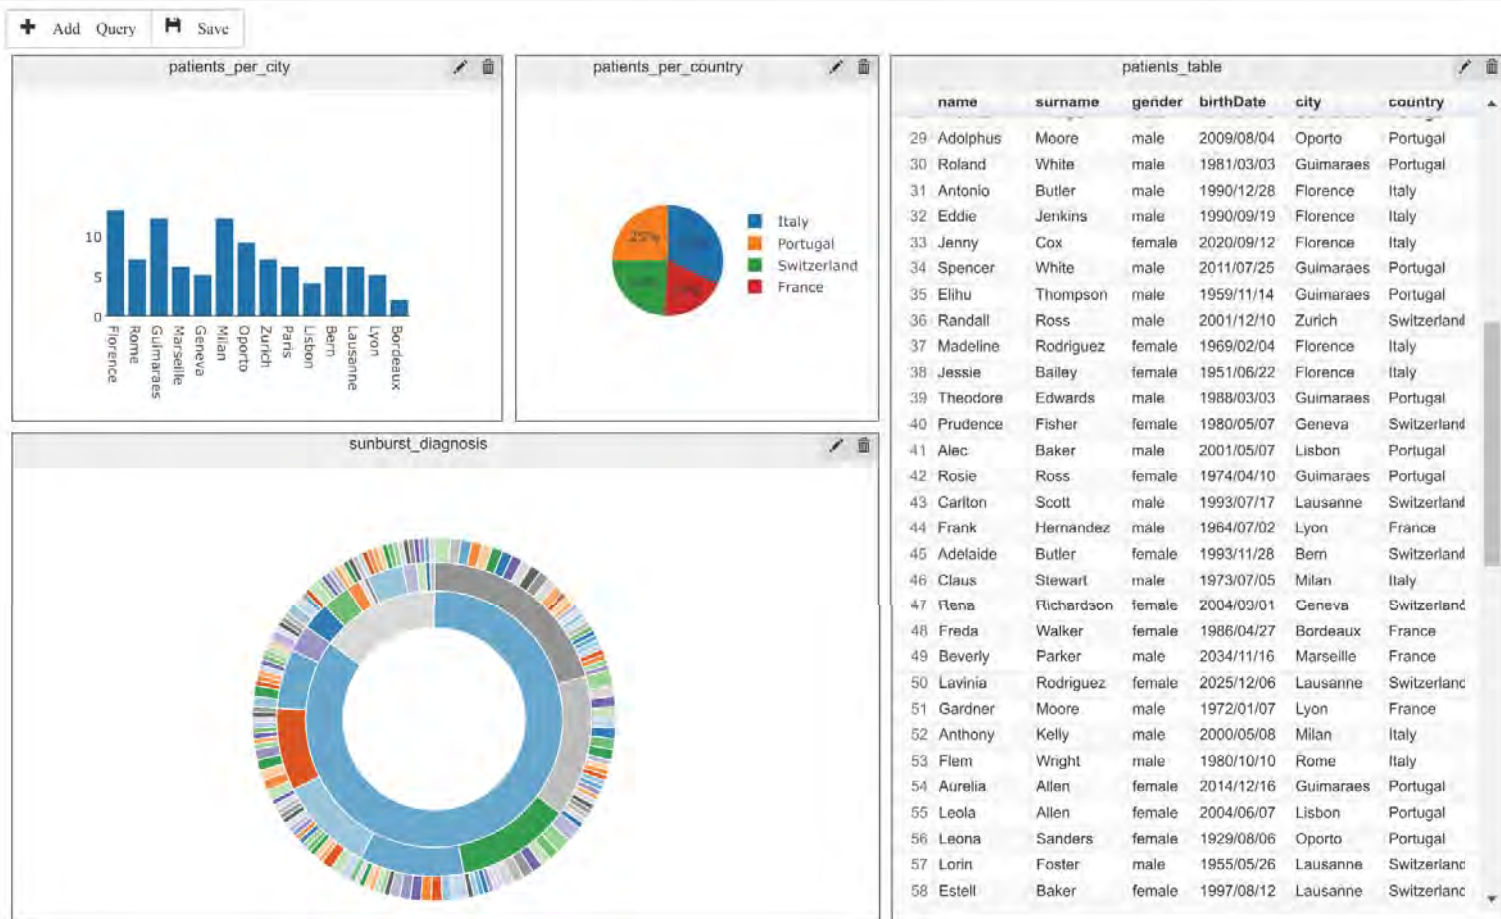 Add Query Save
patients_per_city
10
5
0
Florence
Rome
Guimaraes
Marseille
Geneva
Milan
Oporto
Zurich
Paris
Lisbon
Bern
Lausanne
Lyon
Bordeaux
patients_per_country
25%
Italy
Portugal
Switzerland
France
sunburst_diagnosis
patients_table
name surname gender birthDate city country
29 Adolphus Moore male 2009/08/04 Oporto Portugal
30 Roland White male 1981/03/03 Guimaraes Portugal
31 Antonio Butler male 1990/12/28 Florence Italy
32 Eddie Jenkins male 1990/09/19 Florence Italy
33 Jenny Cox female 2020/09/12 Florence Italy
34 Spencer White male 2011/07/25 Guimaraes Portugal
35 Elihu Thompson male 1959/11/14 Guimaraes Portugal
36 Randall Ross male 2001/12/10 Zurich Switzerland
37 Madeline Rodriguez female 1969/02/04 Florence Italy
38 Jessie Bailey female 1951/06/22 Florence Italy
39 Theodore Edwards male 1988/03/03 Guimaraes Portugal
40 Prudence Fisher female 1980/05/07 Geneva Switzerland
41 Alec Baker male 2001/05/07 Lisbon Portugal
42 Rosie Ross female 1974/04/10 Guimaraes Portugal
43 Carlton Scott male 1993/07/17 Lausanne Switzerland
44 Frank Hernandez male 1964/07/02 Lyon France
45 Adelaide Butler female 1993/11/28 Bern Switzerland
46 Claus Stewart male 1973/07/05 Milan Italy
47 Rena Richardson female 2004/03/01 Geneva Switzerland
48 Freda Walker female 1986/04/27 Bordeaux France
49 Beverly Parker male 2034/11/16 Marseille France
50 Lavinia Rodriguez female 2025/12/06 Lausanne Switzerland
51 Gardner Moore male 1972/01/07 Lyon France
52 Anthony Kelly male 2000/05/08 Milan Italy
53 Flem Wright male 1980/10/10 Rome Italy
54 Aurelia Allen female 2014/12/16 Guimaraes Portugal
55 Leola Allen female 2004/06/07 Lisbon Portugal
56 Leona Sanders female 1929/08/06 Oporto Portugal
57 Lorin Foster male 1955/05/26 Lausanne Switzerland
58 Estell Baker female 1997/08/12 Lausanne Switzerland